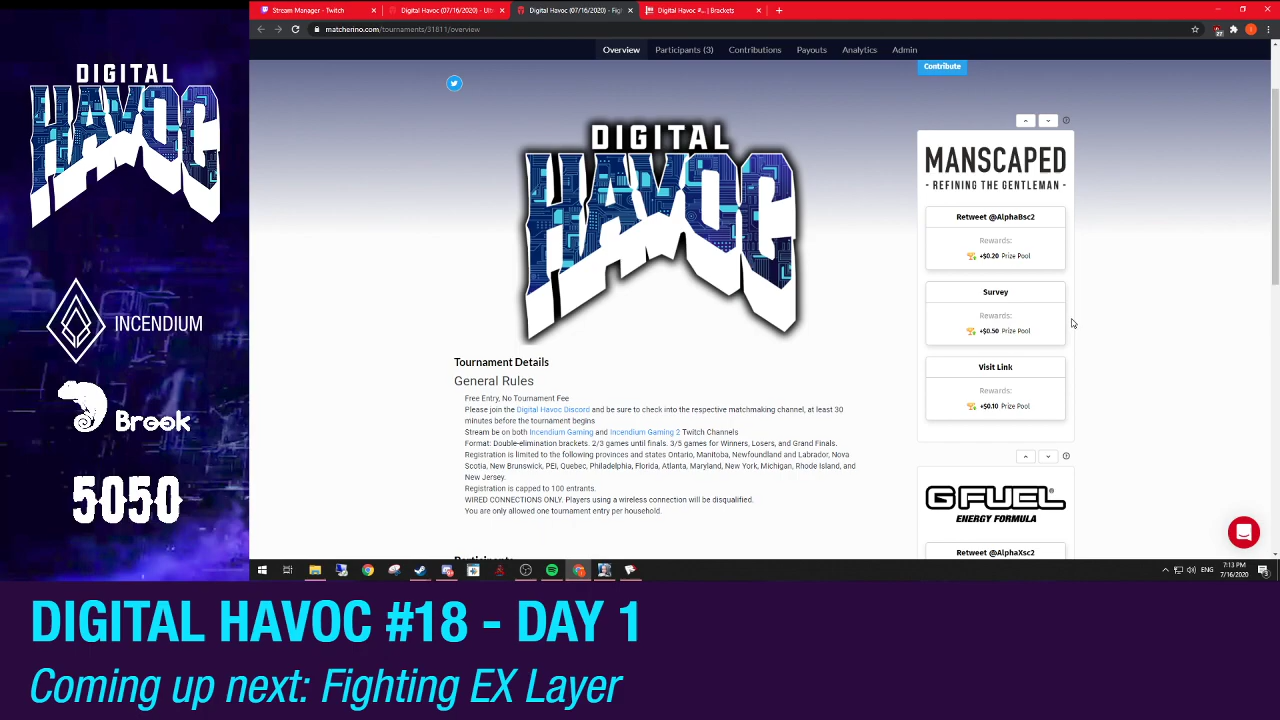 DIGITAL
HAVOC
INCENDIUM
Brook
5050
Stream Manager - Twitch
Digital Havoc (07/16/2020) - Ult
Digital Havoc (07/16/2020) - Figh
Digital Havoc #... | Brackets
matcherino.com/tournaments/31811/overview
Overview
Participants (3)
Contributions
Payouts
Analytics
Admin
Contribute
DIGITAL
HAVOC
MANSCAPED
- REFINING THE GENTLEMAN -
Retweet @AlphaBsc2
Rewards:
+$0.20 Prize Pool
Survey
Rewards:
+$0.50 Prize Pool
Visit Link
Rewards:
+$0.10 Prize Pool
Tournament Details
General Rules
Free Entry, No Tournament Fee
Please join the Digital Havoc Discord and be sure to check into the respective matchmaking channel, at least 30
minutes before the tournament begins
Stream be on both Incendium Gaming and Incendium Gaming 2 Twitch Channels
Format: Double-elimination brackets. 2/3 games until finals. 3/5 games for Winners, Losers, and Grand Finals.
Registration is limited to the following provinces and states Ontario, Manitoba, Newfoundland and Labrador, Nova
Scotia, New Brunswick, PEI, Quebec, Philadelphia, Florida, Atlanta, Maryland, New York, Michigan, Rhode Island, and
New Jersey.
Registration is capped to 100 entrants.
WIRED CONNECTIONS ONLY. Players using a wireless connection will be disqualified.
You are only allowed one tournament entry per household.
G FUEL®
ENERGY FORMULA
Retweet @AlphaXsc2
Participants
ENG
7:13 PM
7/16/2020
DIGITAL HAVOC #18 - DAY 1
Coming up next: Fighting EX Layer